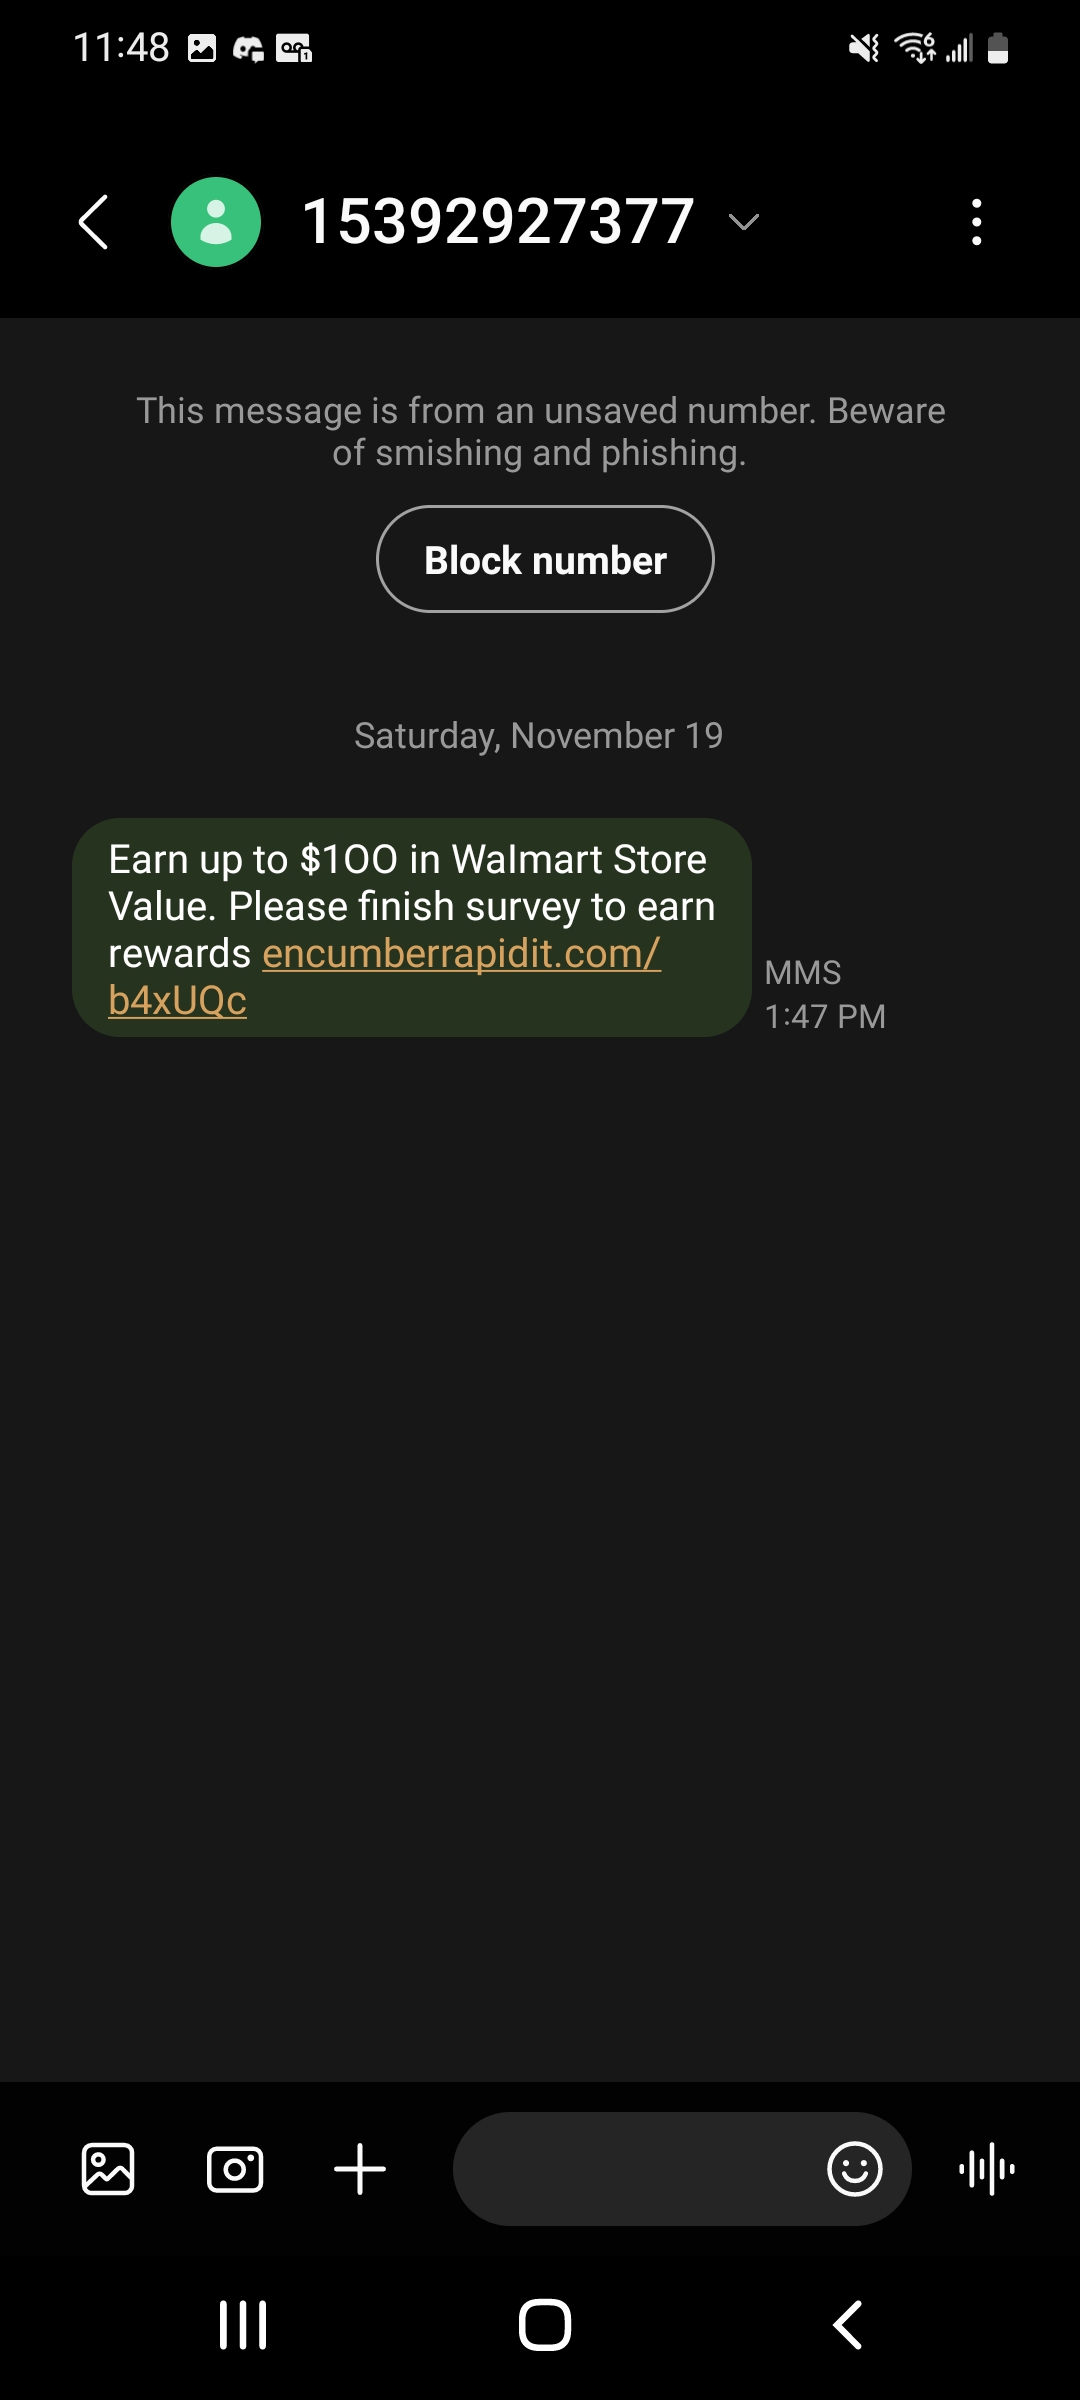 11:48
15392927377
This message is from an unsaved number. Beware
of smishing and phishing.
Block number
Saturday, November 19
Earn up to $1OO in Walmart Store
Value. Please finish survey to earn
rewards encumberrapidit.com/
b4xUQc
MMS
1:47 PM